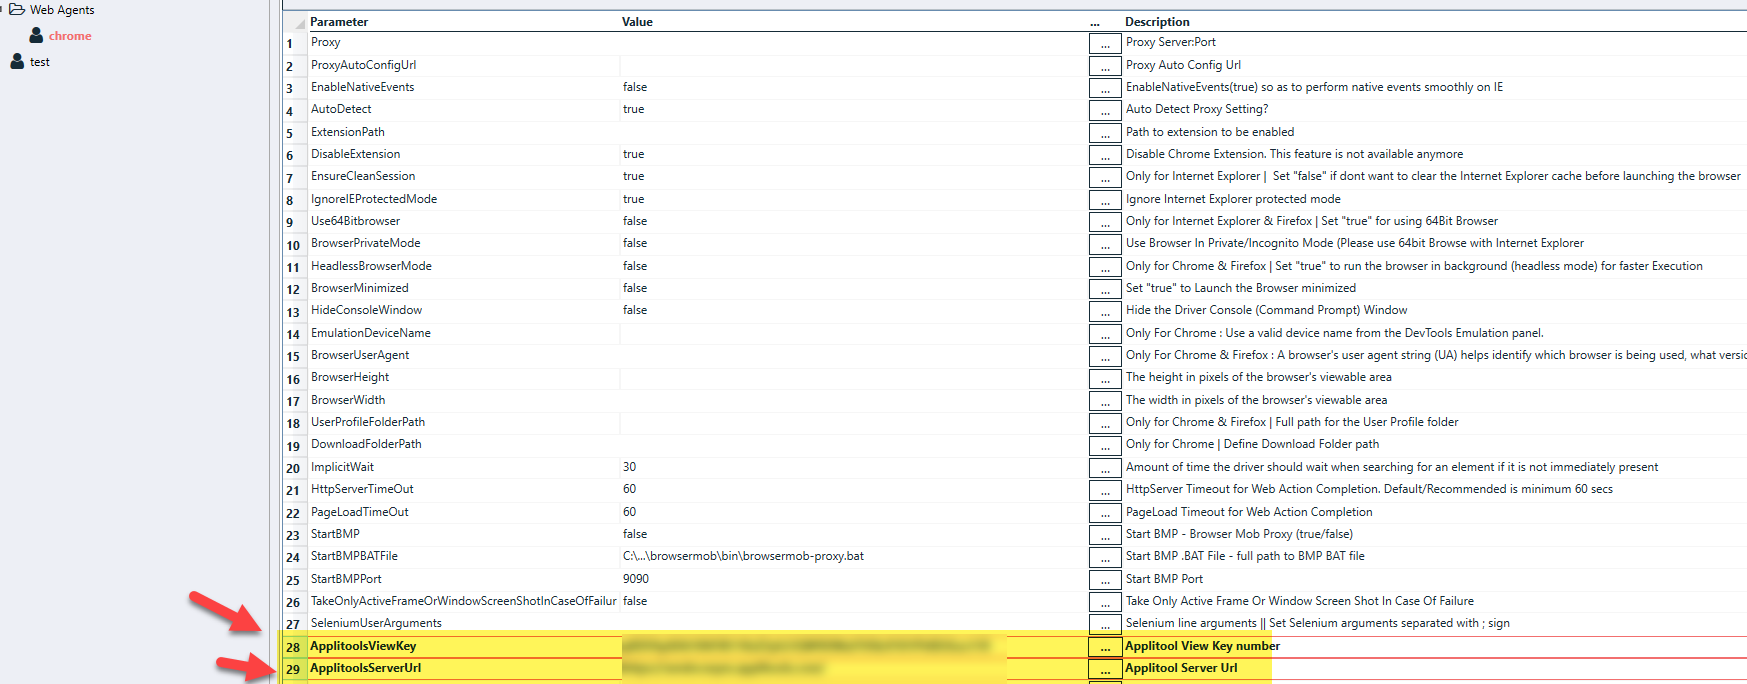 Web Agents
chrome
test
Parameter Value ... Description
1 Proxy ... Proxy Server:Port
2 ProxyAutoConfigUrl ... Proxy Auto Config Url
3 EnableNativeEvents false ... EnableNativeEvents(true) so as to perform native events smoothly on IE
4 AutoDetect true ... Auto Detect Proxy Setting?
5 ExtensionPath ... Path to extension to be enabled
6 DisableExtension true ... Disable Chrome Extension. This feature is not available anymore
7 EnsureCleanSession true ... Only for Internet Explorer | Set "false" if dont want to clear the Internet Explorer cache before launching the browser
8 IgnoreIEProtectedMode true ... Ignore Internet Explorer protected mode
9 Use64Bitbrowser false ... Only for Internet Explorer & Firefox | Set "true" for using 64Bit Browser
10 BrowserPrivateMode false ... Use Browser In Private/Incognito Mode (Please use 64bit Browse with Internet Explorer
11 HeadlessBrowserMode false ... Only for Chrome & Firefox | Set "true" to run the browser in background (headless mode) for faster Execution
12 BrowserMinimized false ... Set "true" to Launch the Browser minimized
13 HideConsoleWindow false ... Hide the Driver Console (Command Prompt) Window
14 EmulationDeviceName ... Only For Chrome : Use a valid device name from the DevTools Emulation panel.
15 BrowserUserAgent ... Only For Chrome & Firefox : A browser's user agent string (UA) helps identify which browser is being used, what versic
16 BrowserHeight ... The height in pixels of the browser's viewable area
17 BrowserWidth ... The width in pixels of the browser's viewable area
18 UserProfileFolderPath ... Only for Chrome & Firefox | Full path for the User Profile folder
19 DownloadFolderPath ... Only for Chrome | Define Download Folder path
20 ImplicitWait 30 ... Amount of time the driver should wait when searching for an element if it is not immediately present
21 HttpServerTimeOut 60 ... HttpServer Timeout for Web Action Completion. Default/Recommended is minimum 60 secs
22 PageLoadTimeOut 60 ... PageLoad Timeout for Web Action Completion
23 StartBMP false ... Start BMP - Browser Mob Proxy (true/false)
24 StartBMPBATFile C:\...\browsermob\bin\browsermob-proxy.bat ... Start BMP .BAT File - full path to BMP BAT file
25 StartBMPPort 9090 ... Start BMP Port
26 TakeOnlyActiveFrameOrWindowScreenShotInCaseOfFailur false ... Take Only Active Frame Or Window Screen Shot In Case Of Failure
27 SeleniumUserArguments ... Selenium line arguments || Set Selenium arguments separated with ; sign
28 ApplitoolsViewKey ... Applitool View Key number
29 ApplitoolsServerUrl ... Applitool Server Url